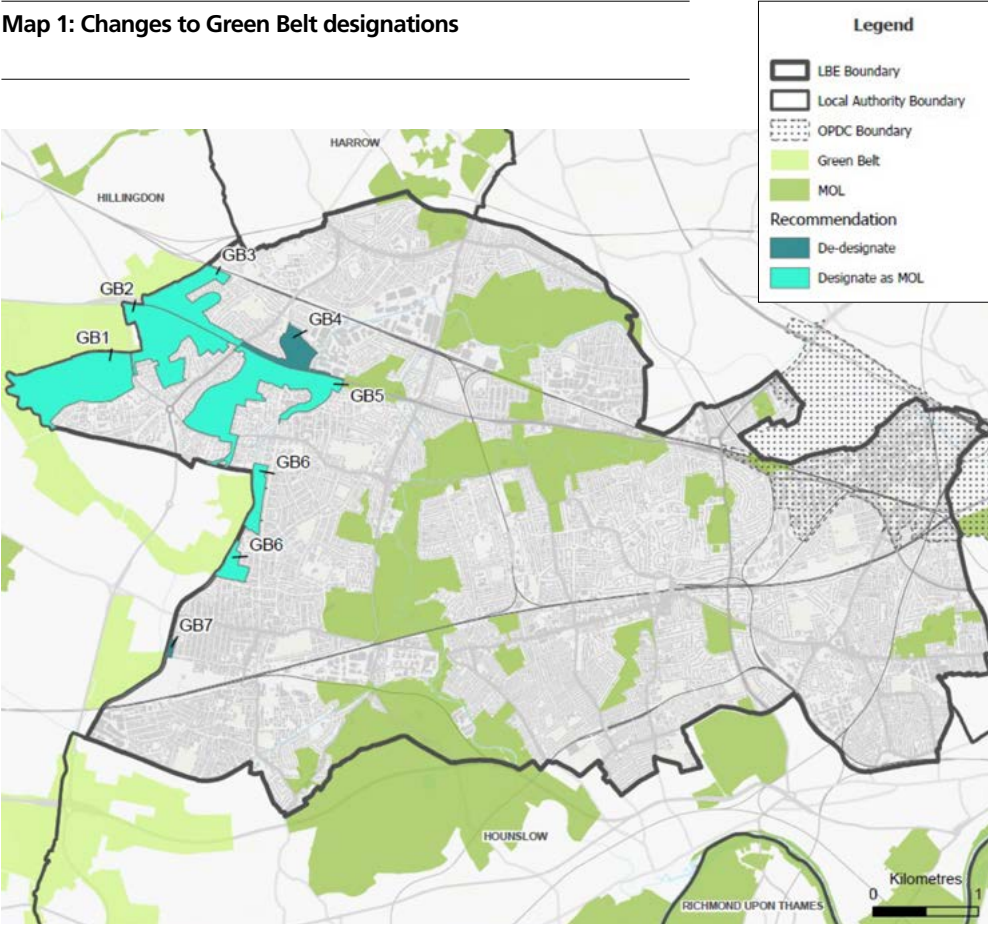 Map 1: Changes to Green Belt designations
Legend
LBE Boundary
Local Authority Boundary
OPDC Boundary
Green Belt
MOL
Recommendation
De-designate
Designate as MOL
HARROW
HILLINGDON
GB3
GB2
GB4
GB1
GB5
GB6
GB6
GB7
HOUNSLOW
RICHMOND UPON THAMES
Kilometres
0 1